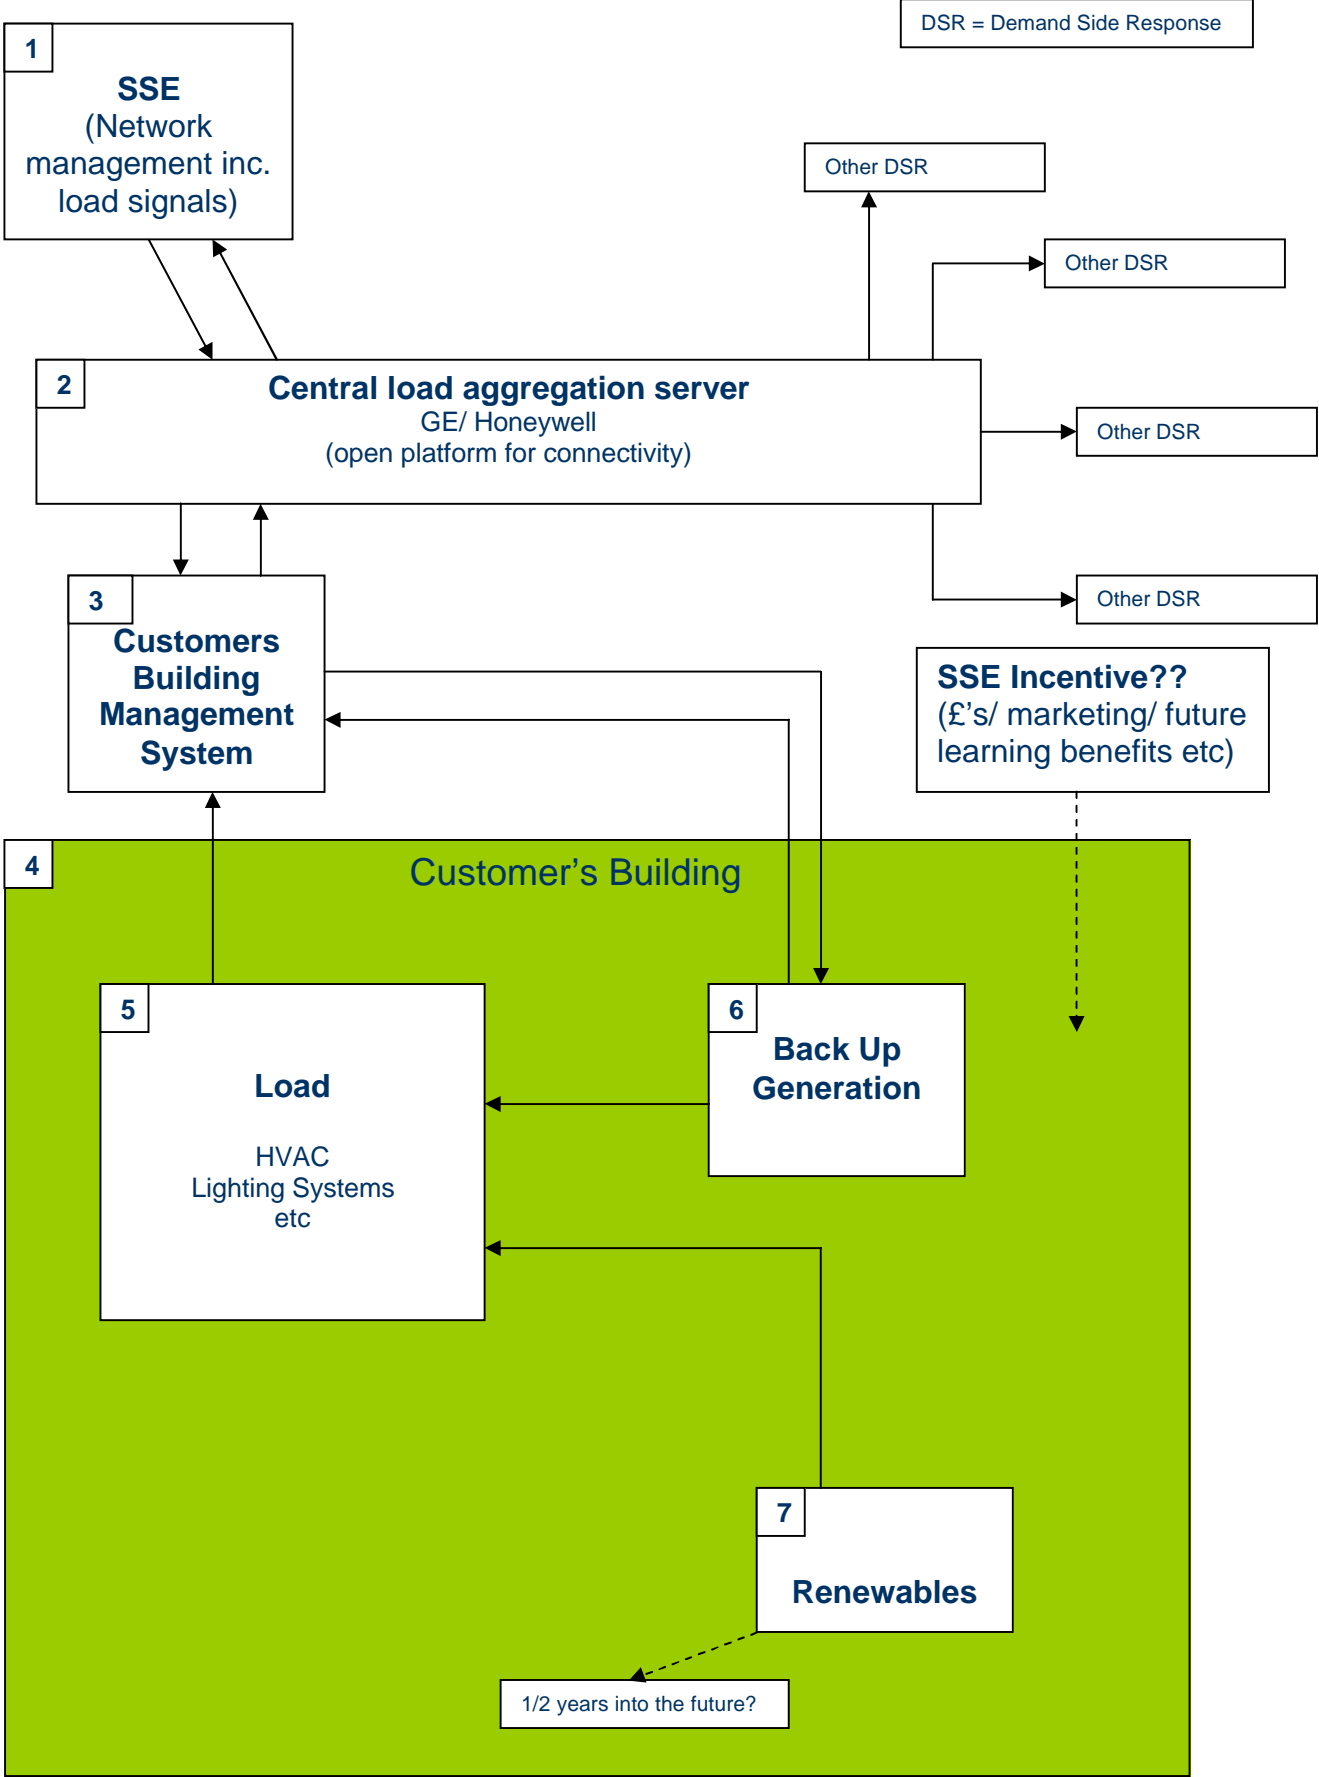 DSR = Demand Side Response
1
SSE
(Network
management inc.
load signals)
Other DSR
Other DSR
2
Central load aggregation server
GE/ Honeywell
(open platform for connectivity)
Other DSR
3
Customers
Building
Management
System
Other DSR
SSE Incentive??
(£'s/ marketing/ future
learning benefits etc)
4
Customer’s Building
5
Load
HVAC
Lighting Systems
etc
6
Back Up
Generation
7
Renewables
1/2 years into the future?